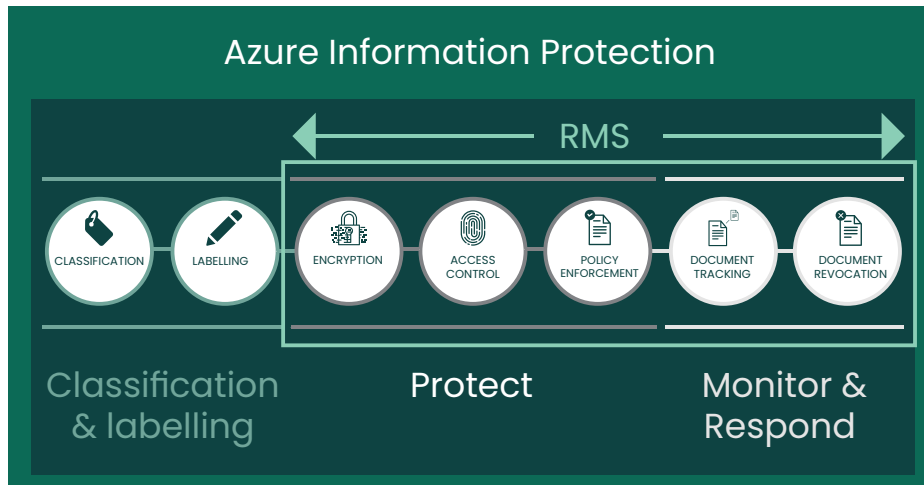 Azure Information Protection
RMS
CLASSIFICATION
LABELLING
ENCRYPTION
ACCESS
CONTROL
POLICY
ENFORCEMENT
DOCUMENT
TRACKING
DOCUMENT
REVOCATION
Classification
& labelling
Protect
Monitor &
Respond